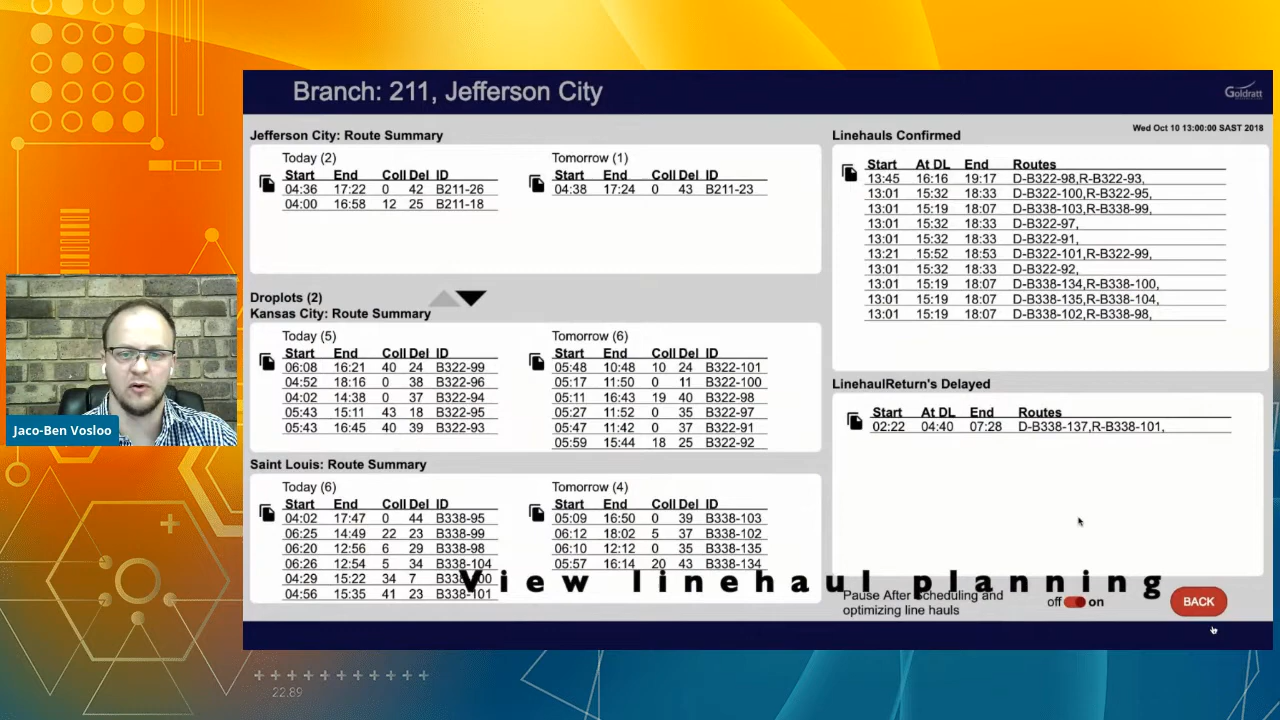 Branch: 211, Jefferson City
Goldratt
Wed Oct 10 13:00:00 SAST 2018
Jefferson City: Route Summary
Today (2)
Start End Coll Del ID
04:36 17:22 0 42 B211-26
04:00 16:58 12 25 B211-18
Tomorrow (1)
Start End Coll Del ID
04:38 17:24 0 43 B211-23
Droplots (2)
Kansas City: Route Summary
Today (5)
Start End Coll Del ID
06:08 16:21 40 24 B322-99
04:52 18:16 0 38 B322-96
04:02 14:38 0 37 B322-94
05:43 15:11 43 18 B322-95
05:43 16:45 40 39 B322-93
Tomorrow (6)
Start End Coll Del ID
05:48 10:48 10 24 B322-101
05:17 11:50 0 11 B322-100
05:11 16:43 19 40 B322-98
05:27 11:52 0 35 B322-97
05:47 11:42 0 37 B322-91
05:59 15:44 18 25 B322-92
Saint Louis: Route Summary
Today (6)
Start End Coll Del ID
04:02 17:47 0 44 B338-95
06:25 14:49 22 23 B338-99
06:20 12:56 6 29 B338-98
06:26 12:54 5 34 B338-104
04:29 15:22 34 7 B338-100
04:56 15:35 41 23 B338-101
Tomorrow (4)
Start End Coll Del ID
05:09 16:50 0 39 B338-103
06:12 18:02 5 37 B338-102
06:10 12:12 0 35 B338-135
05:57 16:14 20 43 B338-134
Linehauls Confirmed
Start At DL End Routes
13:45 16:16 19:17 D-B322-98,R-B322-93,
13:01 15:32 18:33 D-B322-100,R-B322-95,
13:01 15:19 18:07 D-B338-103,R-B338-99,
13:01 15:32 18:33 D-B322-97,
13:01 15:32 18:33 D-B322-91,
13:21 15:52 18:53 D-B322-101,R-B322-99,
13:01 15:32 18:33 D-B322-92,
13:01 15:19 18:07 D-B338-134,R-B338-100,
13:01 15:19 18:07 D-B338-135,R-B338-104,
13:01 15:19 18:07 D-B338-102,R-B338-98,
LinehaulReturn's Delayed
Start At DL End Routes
02:22 04:40 07:28 D-B338-137,R-B338-101,
View linehaul planning
Pause After Scheduling and
optimizing line hauls
off on
BACK
Jaco-Ben Vosloo
22.89